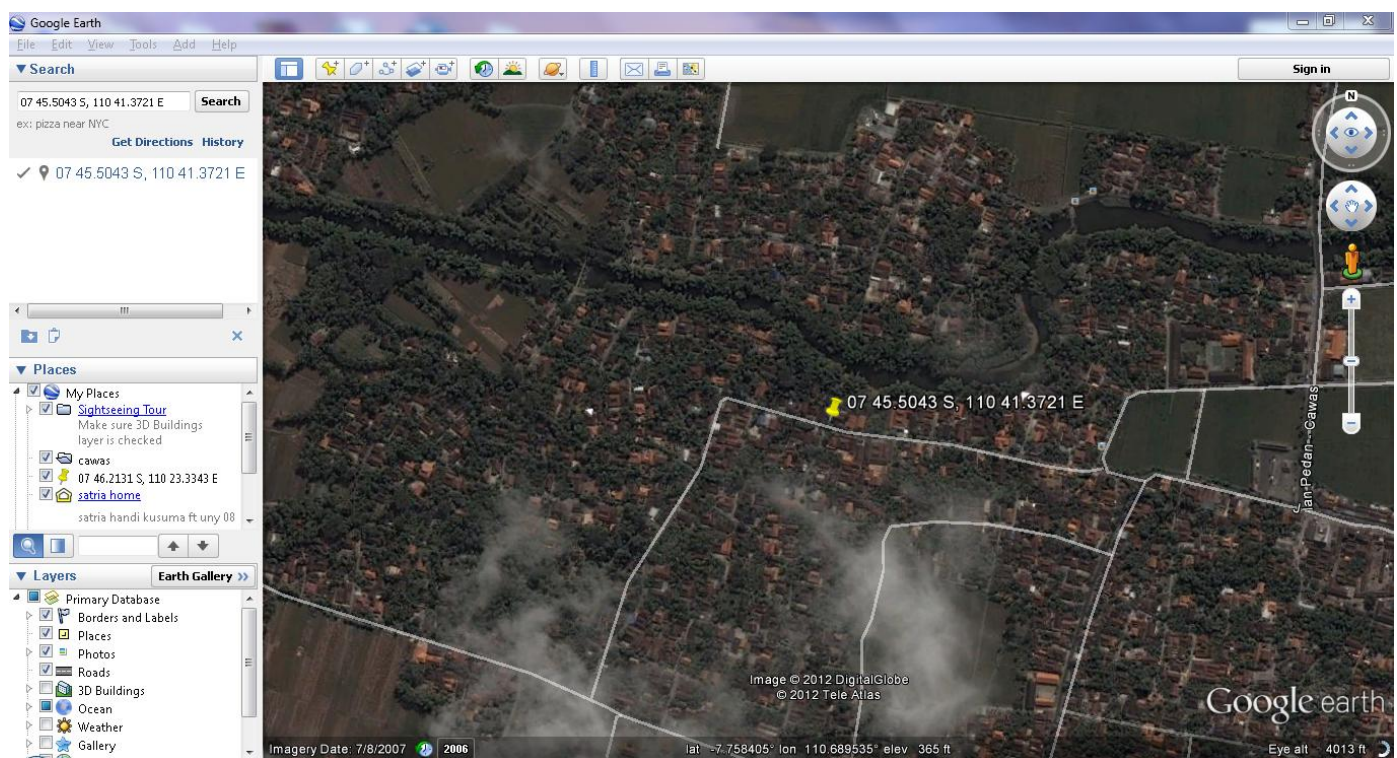 Google Earth
File Edit View Tools Add Help
Search
Sign in
07 45.5043 S, 110 41.3721 E
Search
ex: pizza near NYC
Get Directions History
07 45.5043 S, 110 41.3721 E
Places
My Places
Sightseeing Tour
Make sure 3D Buildings
layer is checked
cawas
07 46.2131 S, 110 23.3343 E
satria home
satria handi kusuma ft uny 08
Layers
Earth Gallery >>
Primary Database
Borders and Labels
Places
Photos
Roads
3D Buildings
Ocean
Weather
Gallery
N
07 45.5043 S, 110 41.3721 E
lan-Pedan--Cawas
Image © 2012 DigitalGlobe
© 2012 Tele Atlas
Google earth
Imagery Date: 7/8/2007 2006
lat -7.758405° lon 110.689535° elev 365 ft
Eye alt 4013 ft